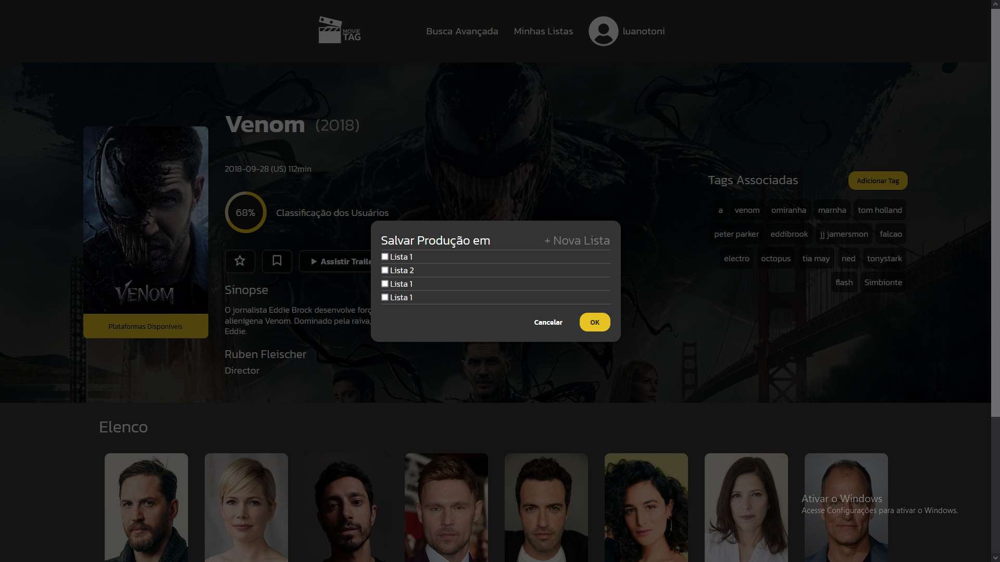 MOVIE
TAG
Busca Avançada
Minhas Listas
luanotoni
Venom (2018)
2018-09-28 (US) 112min
68%
Classificação dos Usuários
Assistir Traile
Sinopse
O jornalista Eddie Brock desenvolve
alienígena Venom. Dominado pela raiva,
Eddie.
Ruben Fleischer
Director
VENOM
Plataformas Disponíveis
Tags Associadas
Adicionar Tag
a venom omiranha marnha tom holland
peter parker eddibrook jj jamersmon falcao
electro octopus tia may ned tonystark
flash Simbionte
Salvar Produção em
+ Nova Lista
Lista 1
Lista 2
Lista 1
Lista 1
Cancelar
OK
Elenco
Ativar o Windows
Acesse Configurações para ativar o Windows.